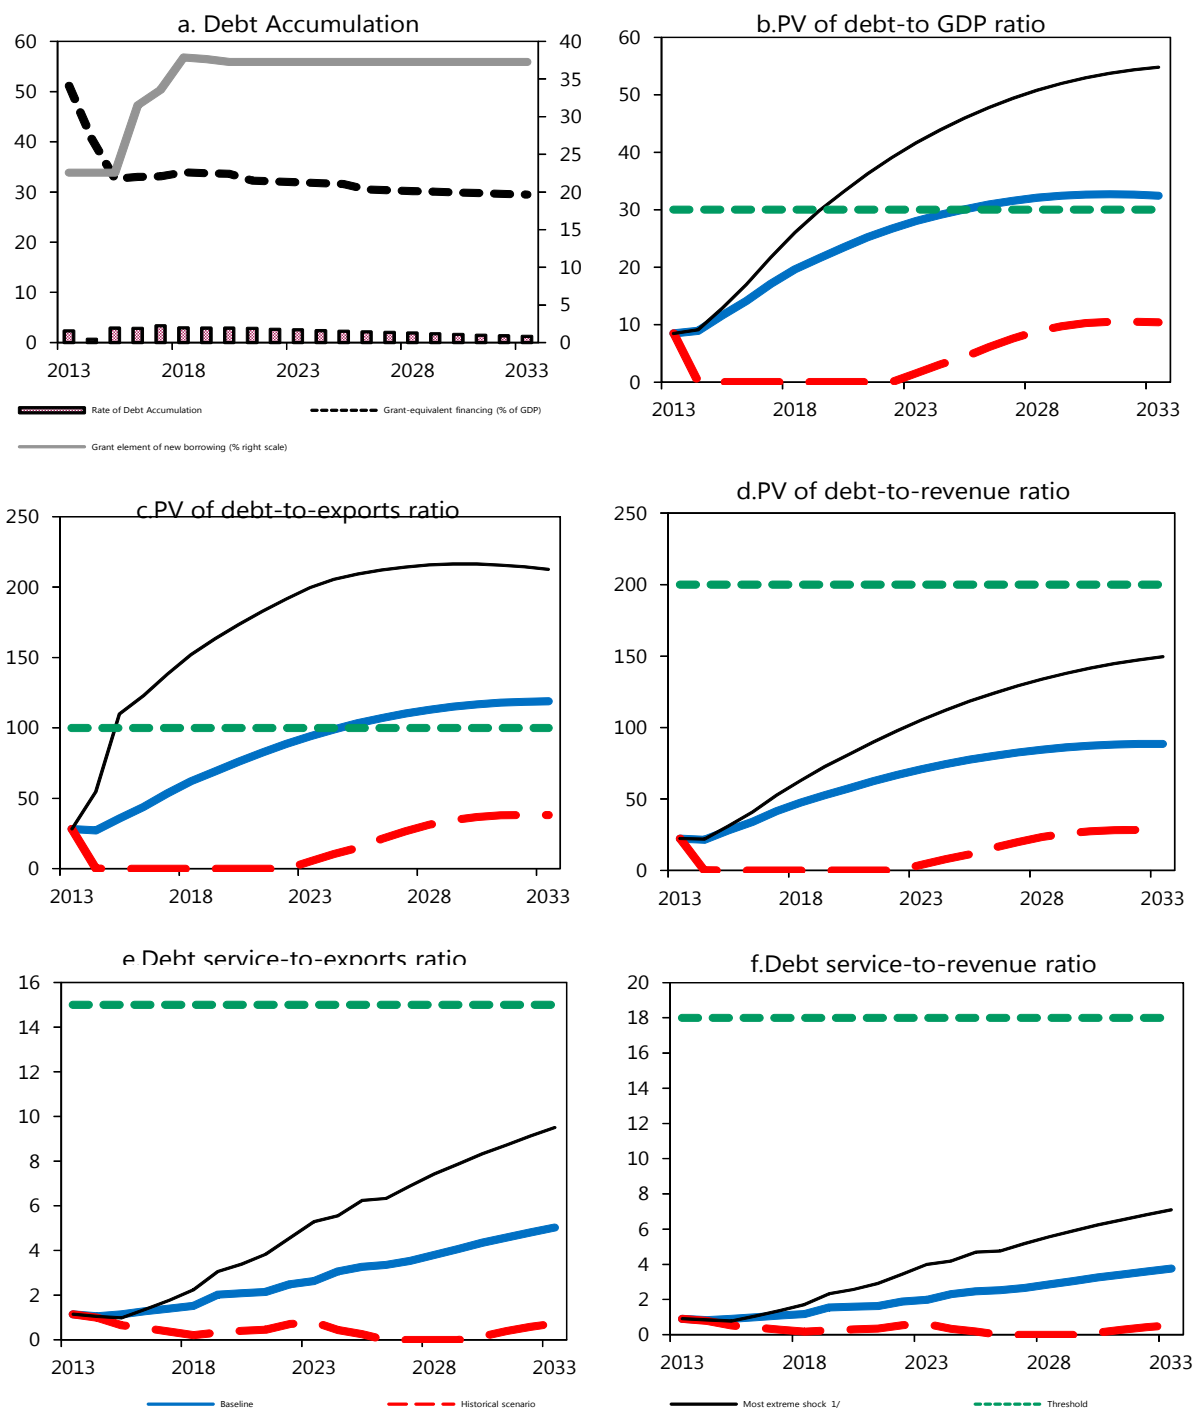 a. Debt Accumulation
60
50
40
30
20
10
0
40
35
30
25
20
15
10
5
0
2013 2018 2023 2028 2033
Rate of Debt Accumulation
Grant-equivalent financing (% of GDP)
Grant element of new borrowing (% right scale)
b.PV of debt-to GDP ratio
60
50
40
30
20
10
0
2013 2018 2023 2028 2033
c.PV of debt-to-exports ratio
250
200
150
100
50
0
2013 2018 2023 2028 2033
d.PV of debt-to-revenue ratio
250
200
150
100
50
0
2013 2018 2023 2028 2033
e.Debt service-to-exports ratio
16
14
12
10
8
6
4
2
0
2013 2018 2023 2028 2033
f.Debt service-to-revenue ratio
20
18
16
14
12
10
8
6
4
2
0
2013 2018 2023 2028 2033
Baseline
Historical scenario
Most extreme shock 1/
Threshold